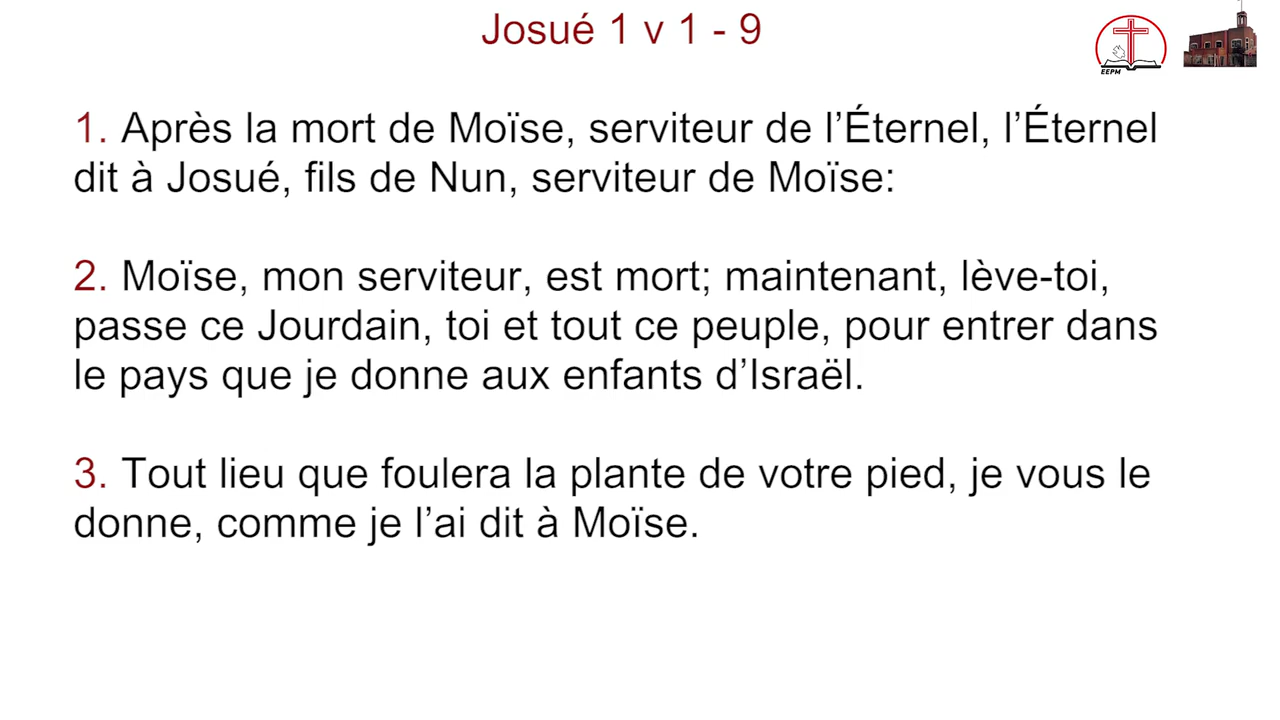 Josué 1 v 1 - 9
EEPM
1. Après la mort de Moïse, serviteur de l’Éternel, l’Éternel
dit à Josué, fils de Nun, serviteur de Moïse:
2. Moïse, mon serviteur, est mort; maintenant, lève-toi,
passe ce Jourdain, toi et tout ce peuple, pour entrer dans
le pays que je donne aux enfants d’Israël.
3. Tout lieu que foulera la plante de votre pied, je vous le
donne, comme je l’ai dit à Moïse.